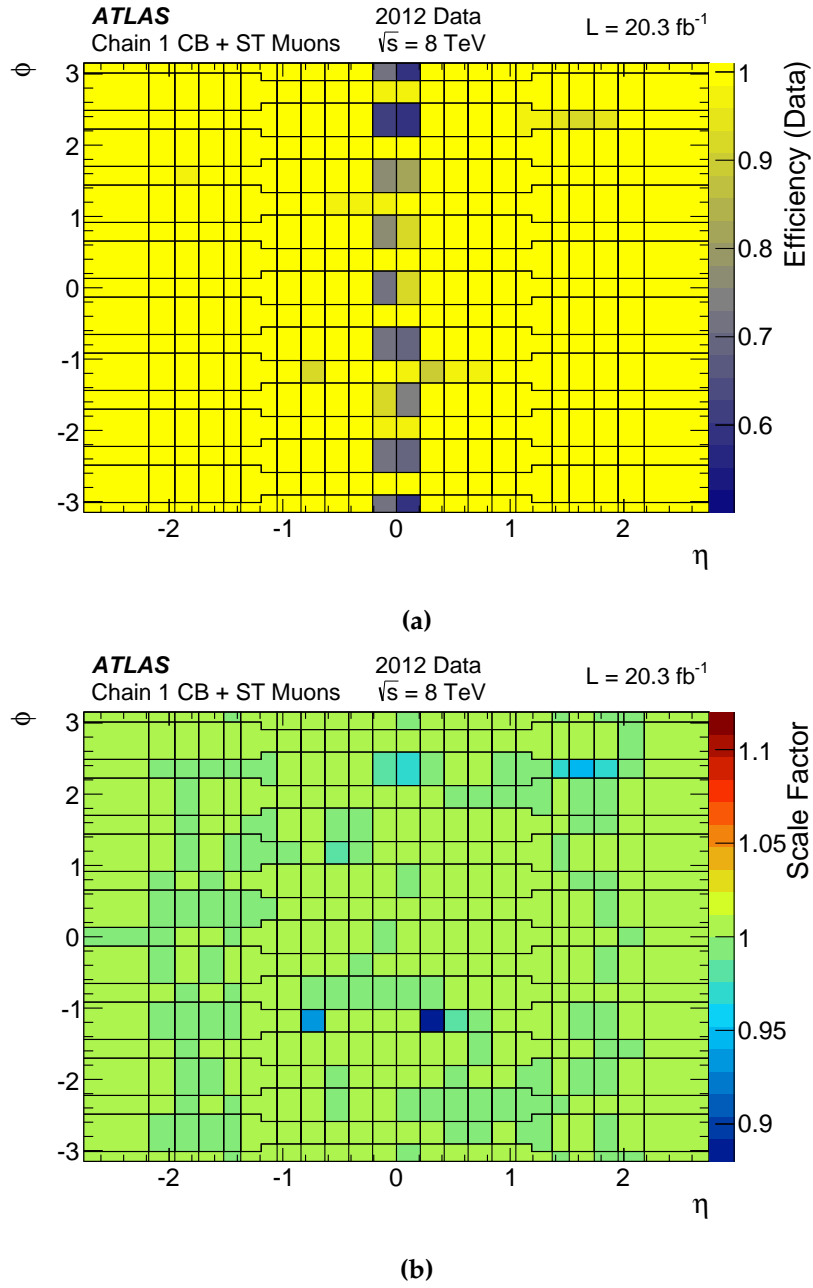 ATLAS 2012 Data L = 20.3 fb⁻¹
Chain 1 CB + ST Muons √s = 8 TeV
ϕ
3
2
1
0
-1
-2
-3
-2 -1 0 1 2
η
1
0.9
0.8
0.7
0.6
Efficiency (Data)
(a)
ATLAS 2012 Data L = 20.3 fb⁻¹
Chain 1 CB + ST Muons √s = 8 TeV
ϕ
3
2
1
0
-1
-2
-3
-2 -1 0 1 2
η
1.1
1.05
1
0.95
0.9
Scale Factor
(b)